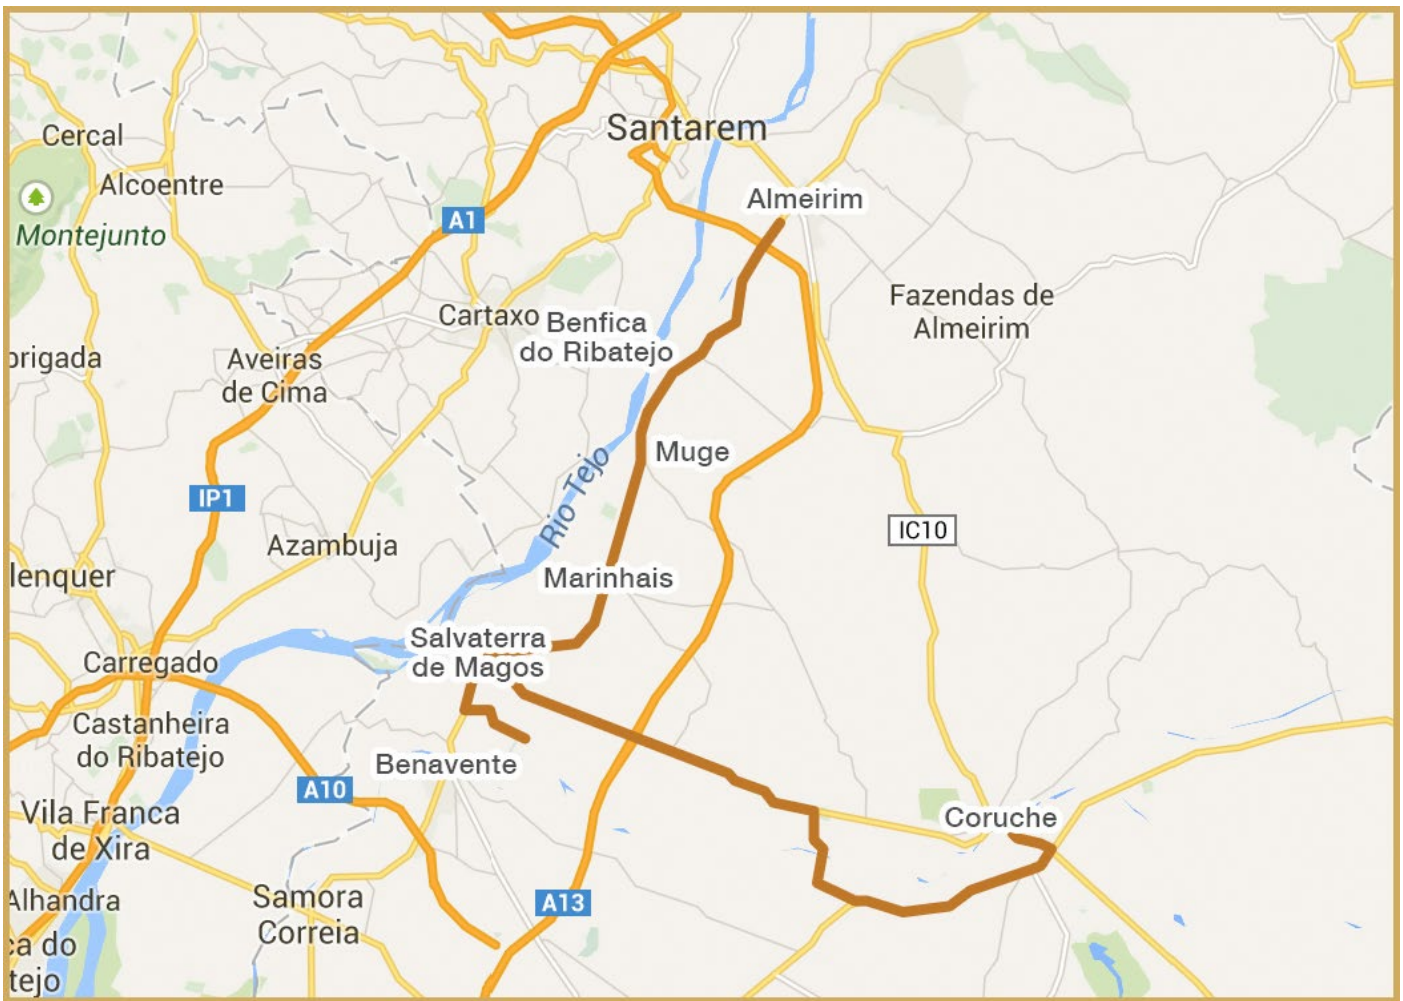 Santarem
Cercal
Alcoentre
Almeirim
A1
Montejunto
Fazendas de
Almeirim
Cartaxo
Benfica
do Ribatejo
brigada
Aveiras
de Cima
Muge
Rio Tejo
IP1
IC10
Azambuja
lenquer
Marinhais
Salvaterra
de Magos
Carregado
Castanheira
do Ribatejo
Benavente
A10
Vila Franca
de Xira
Coruche
Alhandra
Samora
Correia
A13
ca do
tejo